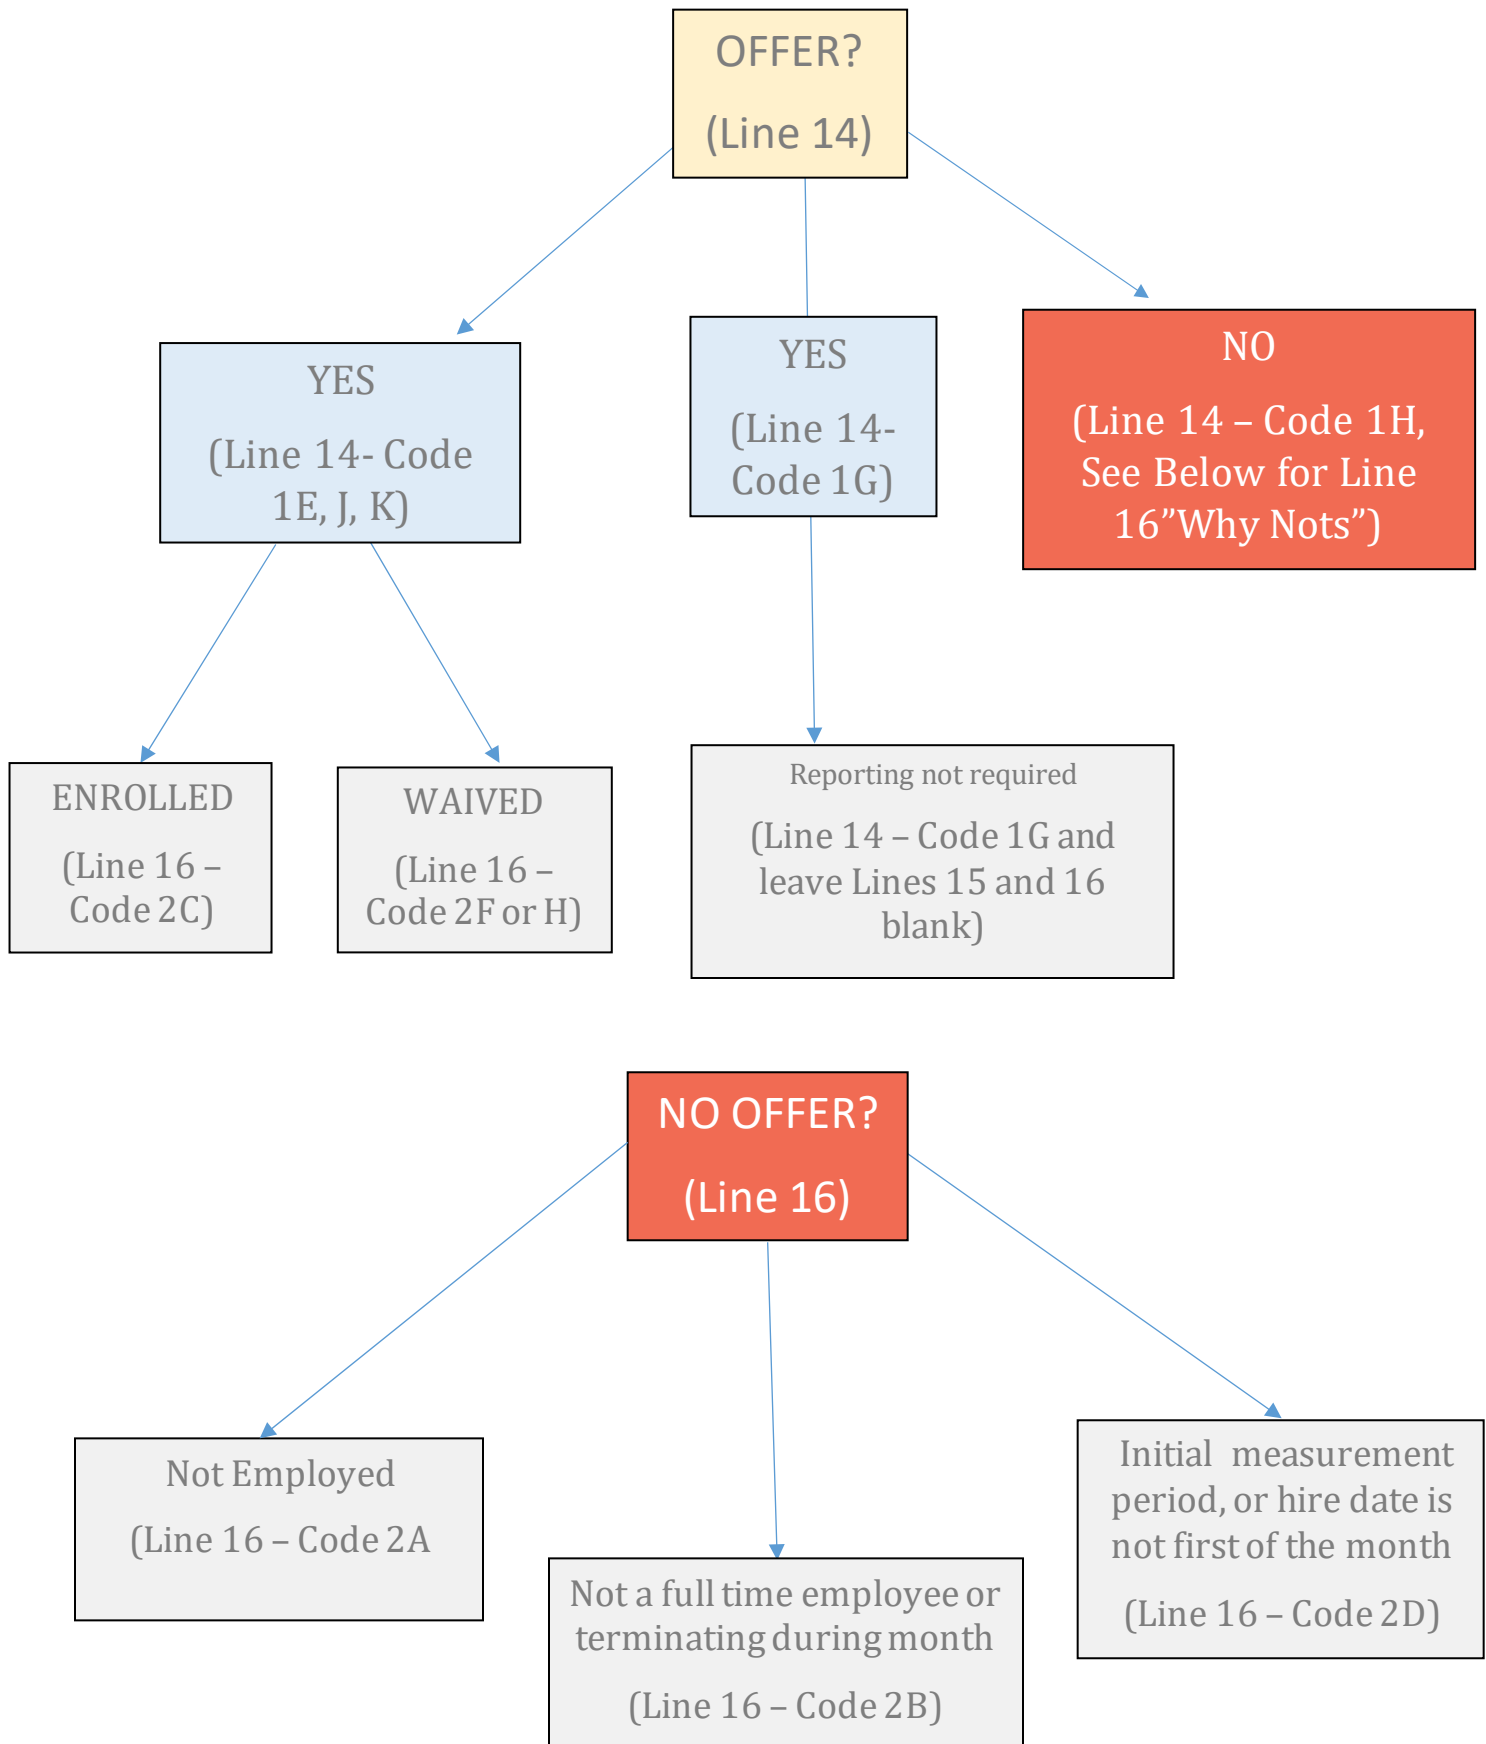 OFFER?
(Line 14)
YES
(Line 14- Code
1E, J, K)
YES
(Line 14-
Code 1G)
NO
(Line 14 – Code 1H,
See Below for Line
16”Why Nots”)
ENROLLED
(Line 16 –
Code 2C)
WAIVED
(Line 16 –
Code 2F or H)
Reporting not required
(Line 14 – Code 1G and
leave Lines 15 and 16
blank)
NO OFFER?
(Line 16)
Not Employed
(Line 16 – Code 2A
Not a full time employee or
terminating during month
(Line 16 – Code 2B)
Initial measurement
period, or hire date is
not first of the month
(Line 16 – Code 2D)